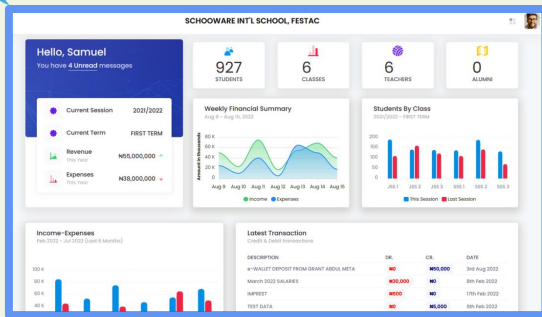 SCHOOWARE INT'L SCHOOL, FESTAC
Hello, Samuel
You have 4 Unread messages
Current Session 2021/2022
Current Term FIRST TERM
Revenue
This Year
₦55,000,000
Expenses
This Year
₦38,000,000
927
STUDENTS
6
CLASSES
6
TEACHERS
0
ALUMNI
Weekly Financial Summary
Aug 9 - Aug 15, 2022
Amount in thousands
80 K
60 K
40 K
20 K
0
Aug 9 Aug 10 Aug 11 Aug 12 Aug 13 Aug 14 Aug 15
Income Expenses
Students By Class
2021/2022 - FIRST TERM
200
150
100
50
0
JSS 1 JSS 2 JSS 3 SSS 1 SSS 2 SSS 3
This Session Last Session
Income-Expenses
Feb 2022 - Jul 2022 (Last 6 Months)
100 K
80 K
60 K
40 K
Latest Transaction
Credit & Debit transactions
DESCRIPTION DR. CR. DATE
e-WALLET DEPOSIT FROM GRANT ABDUL META ₦0 ₦50,000 3rd Aug 2022
March 2022 SALARIES ₦30,000 ₦0 8th Feb 2022
IMPREST ₦600 ₦0 17th Feb 2022
TEST DATA ₦0 ₦5,000 5th Feb 2022